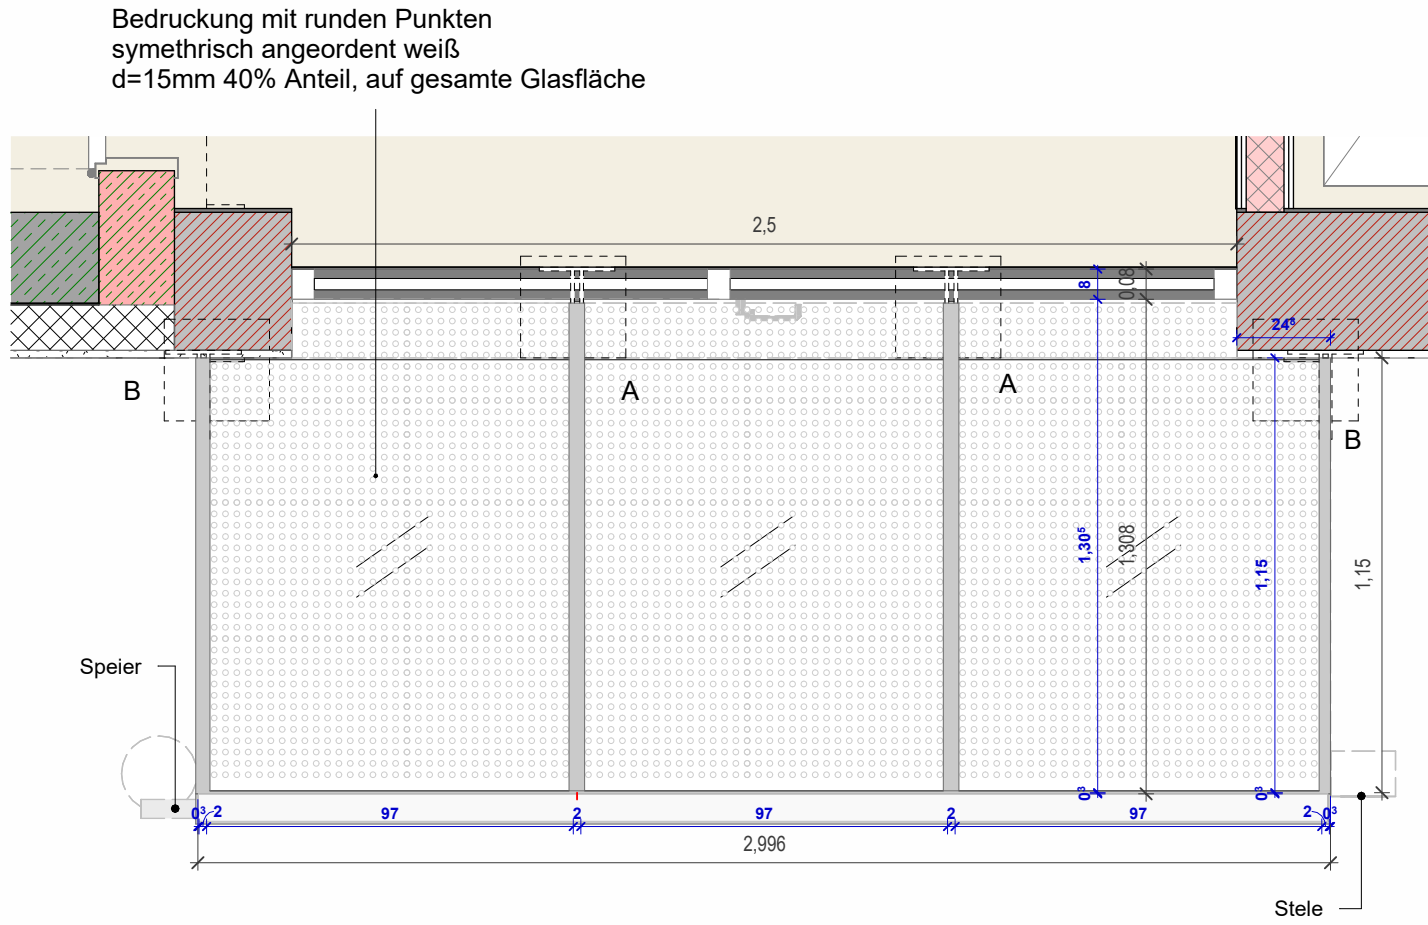 Bedruckung mit runden Punkten
symethrisch angeordent weiß
d=15mm 40% Anteil, auf gesamte Glasfläche
2,5
8
0,08
24⁸
B
A
A
B
1,30⁵
1,308
1,15
1,15
Speier
0³
0³
0³ 2 97 2 97 2 97 2 0³
2,996
Stele